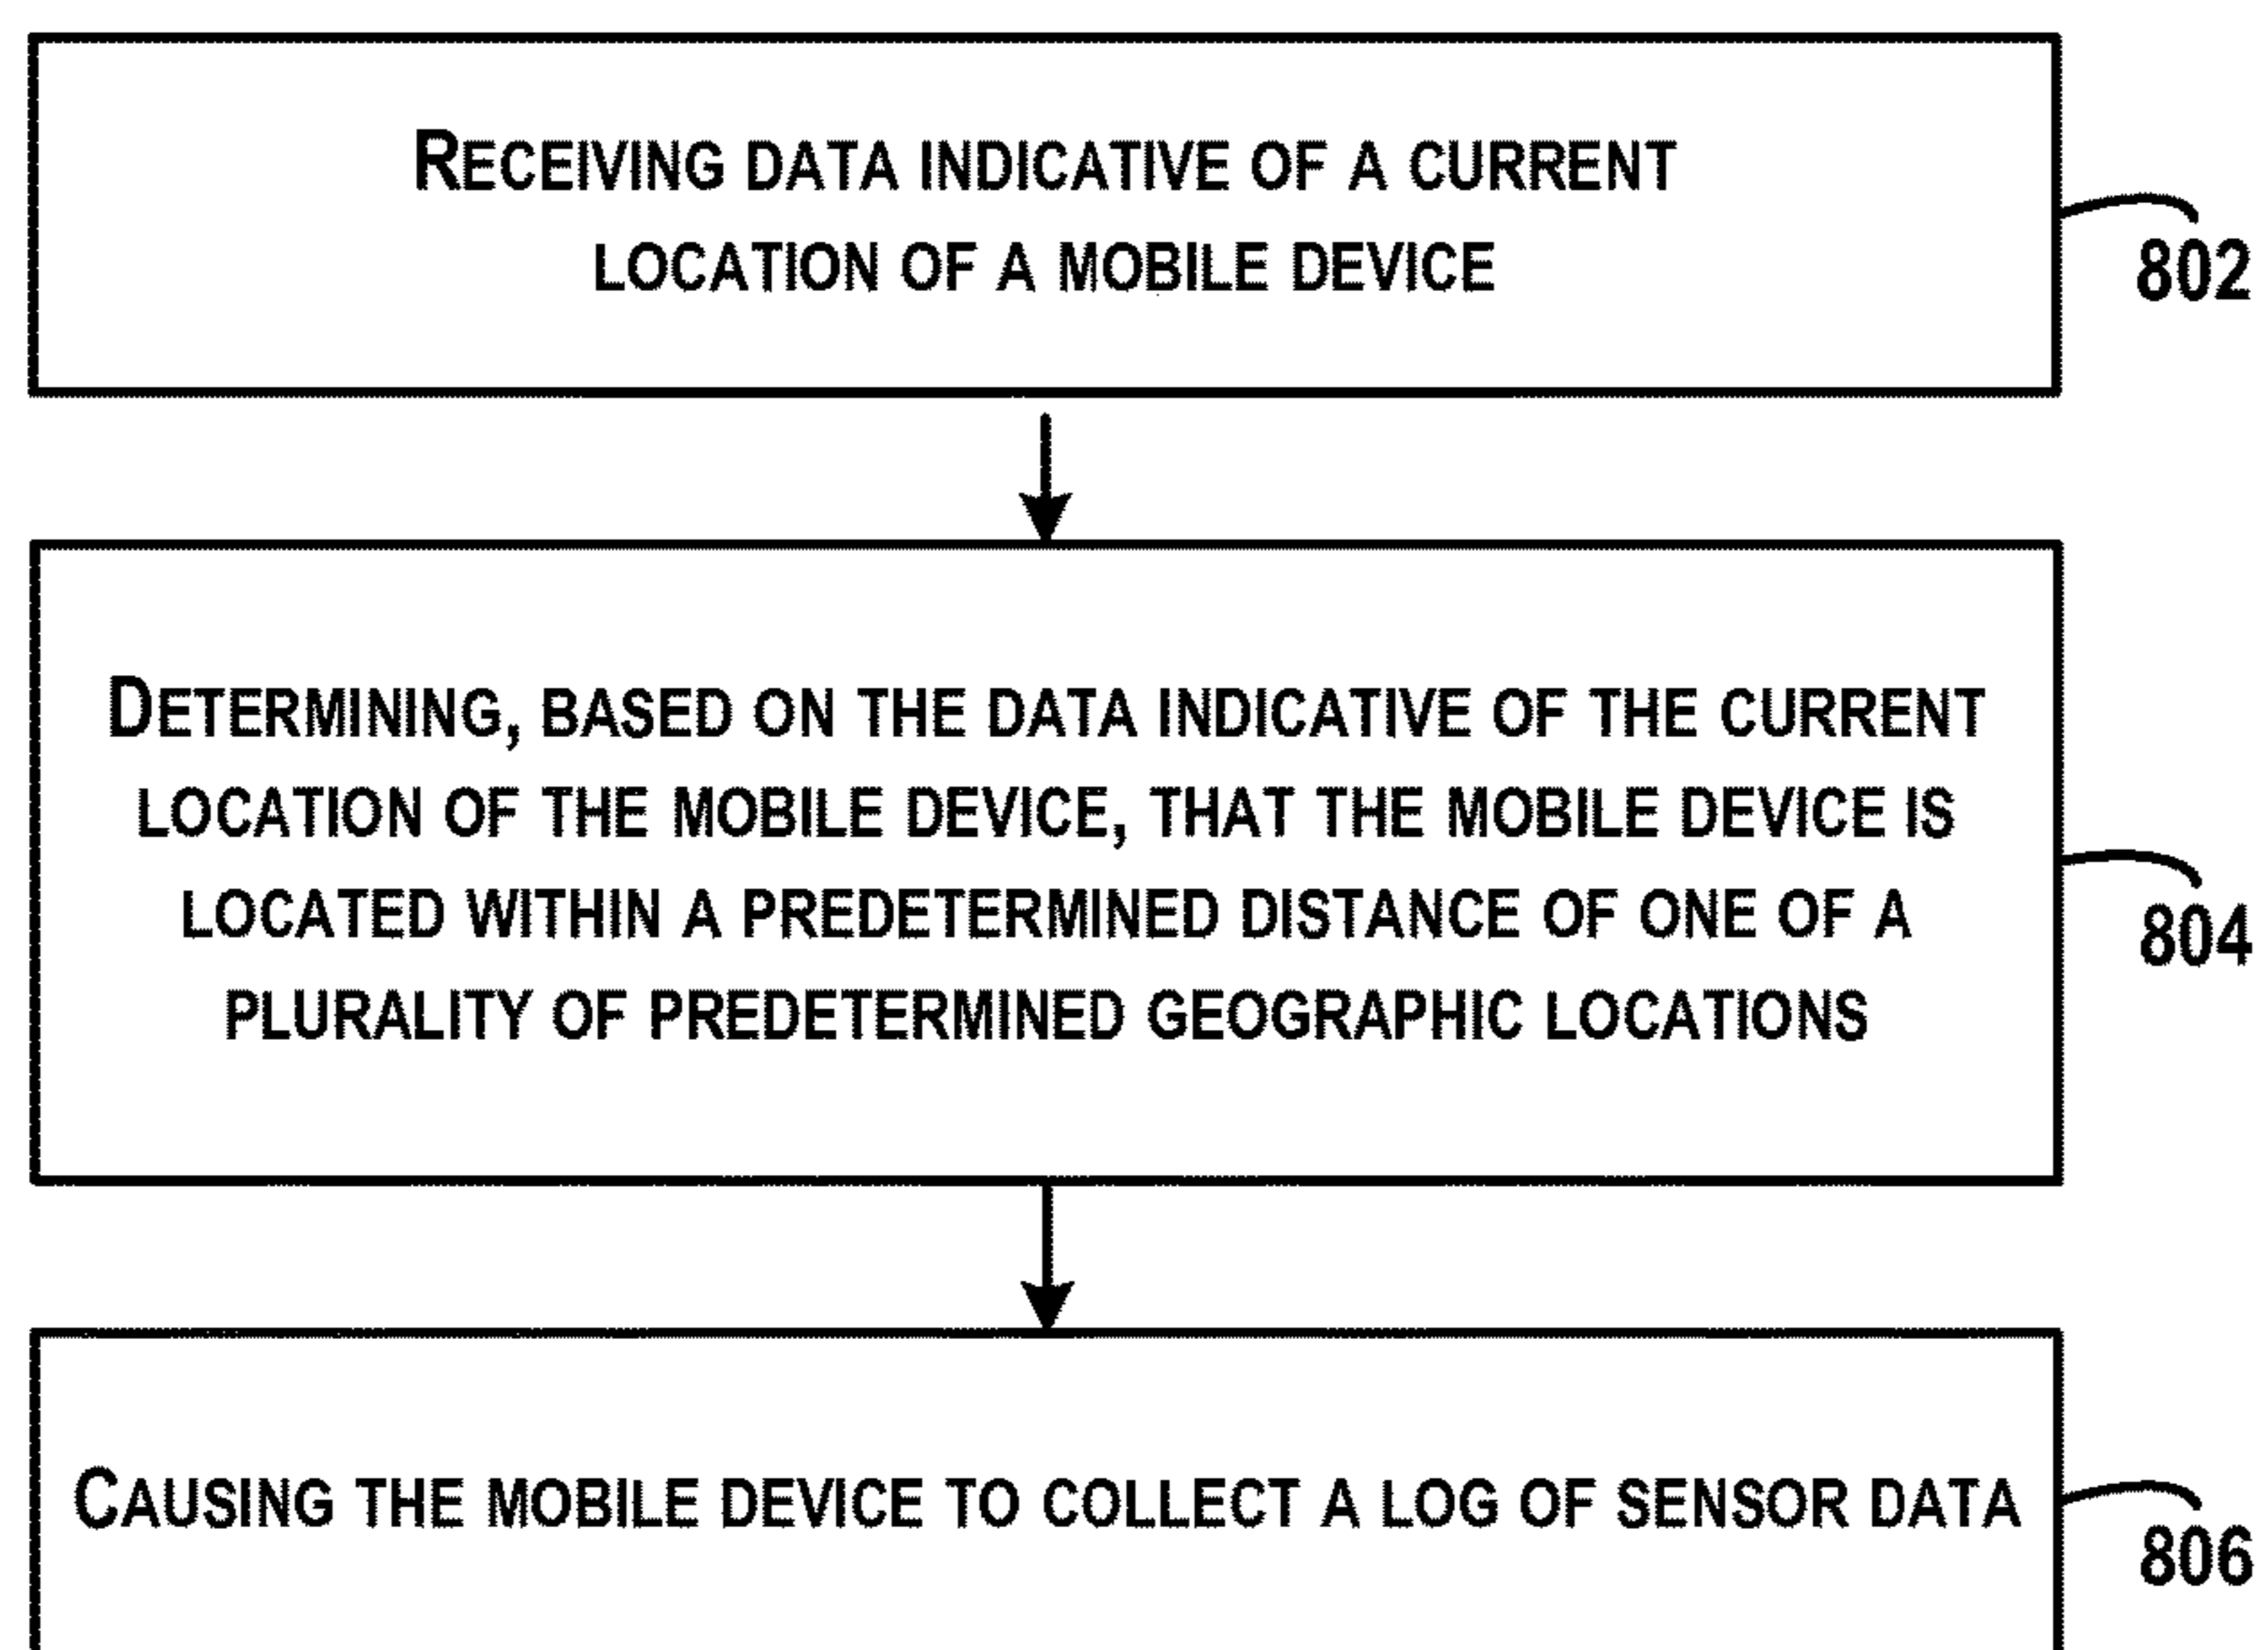 RECEIVING DATA INDICATIVE OF A CURRENT
LOCATION OF A MOBILE DEVICE
802
DETERMINING, BASED ON THE DATA INDICATIVE OF THE CURRENT
LOCATION OF THE MOBILE DEVICE, THAT THE MOBILE DEVICE IS
LOCATED WITHIN A PREDETERMINED DISTANCE OF ONE OF A
PLURALITY OF PREDETERMINED GEOGRAPHIC LOCATIONS
804
CAUSING THE MOBILE DEVICE TO COLLECT A LOG OF SENSOR DATA
806